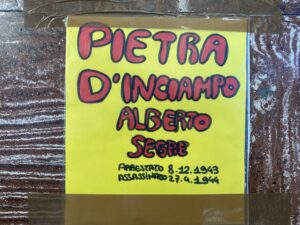 PIETRA
D'INCIAMPO
ALBERTO
SEGRE
ARRESTATO 8.12.1943
ASSASSINATO 27.4.1944